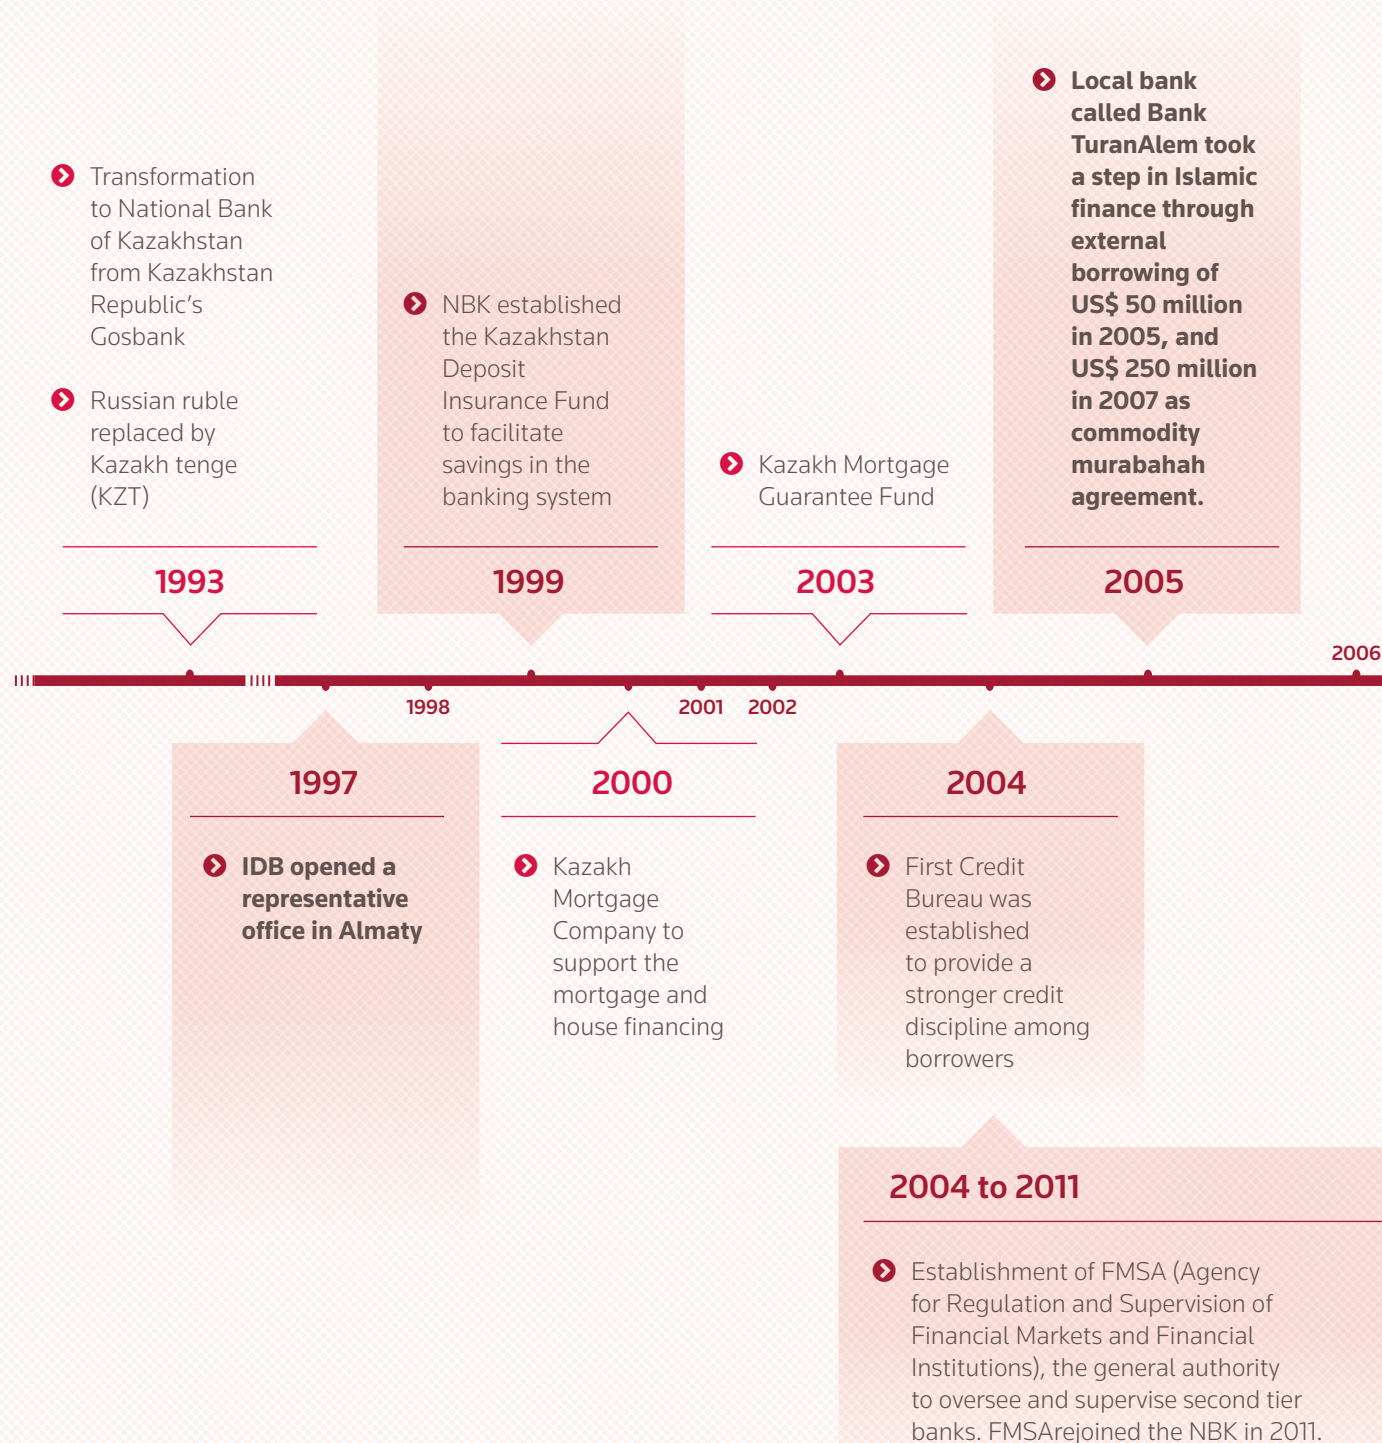 Transformation
to National Bank
of Kazakhstan
from Kazakhstan
Republic’s
Gosbank
Russian ruble
replaced by
Kazakh tenge
(KZT)
1993
NBK established
the Kazakhstan
Deposit
Insurance Fund
to facilitate
savings in the
banking system
1999
Kazakh Mortgage
Guarantee Fund
2003
Local bank
called Bank
TuranAlem took
a step in Islamic
finance through
external
borrowing of
US$ 50 million
in 2005, and
US$ 250 million
in 2007 as
commodity
murabahah
agreement.
2005
2006
1998
2001
2002
1997
IDB opened a
representative
office in Almaty
2000
Kazakh
Mortgage
Company to
support the
mortgage and
house financing
2004
First Credit
Bureau was
established
to provide a
stronger credit
discipline among
borrowers
2004 to 2011
Establishment of FMSA (Agency
for Regulation and Supervision of
Financial Markets and Financial
Institutions), the general authority
to oversee and supervise second tier
banks. FMSArejoined the NBK in 2011.